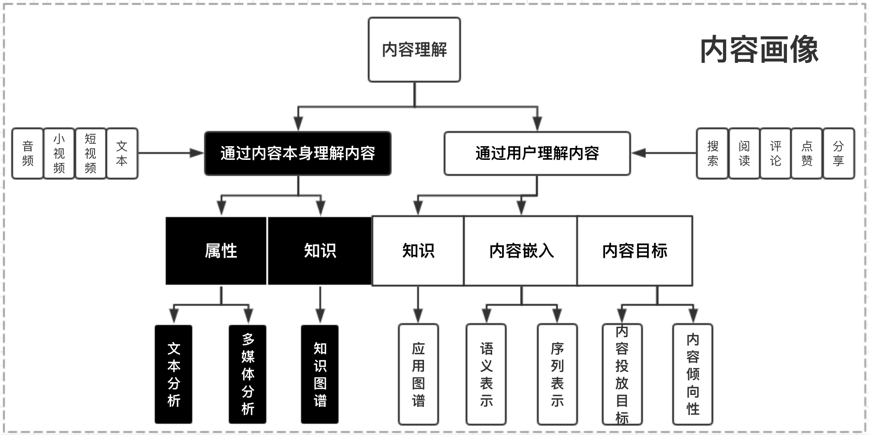 内容画像
内容理解
音频
小视频
短视频
文本
通过内容本身理解内容
通过用户理解内容
搜索
阅读
评论
点赞
分享
属性
知识
知识
内容嵌入
内容目标
文本分析
多媒体分析
知识图谱
应用图谱
语义表示
序列表示
内容投放目标
内容倾向性